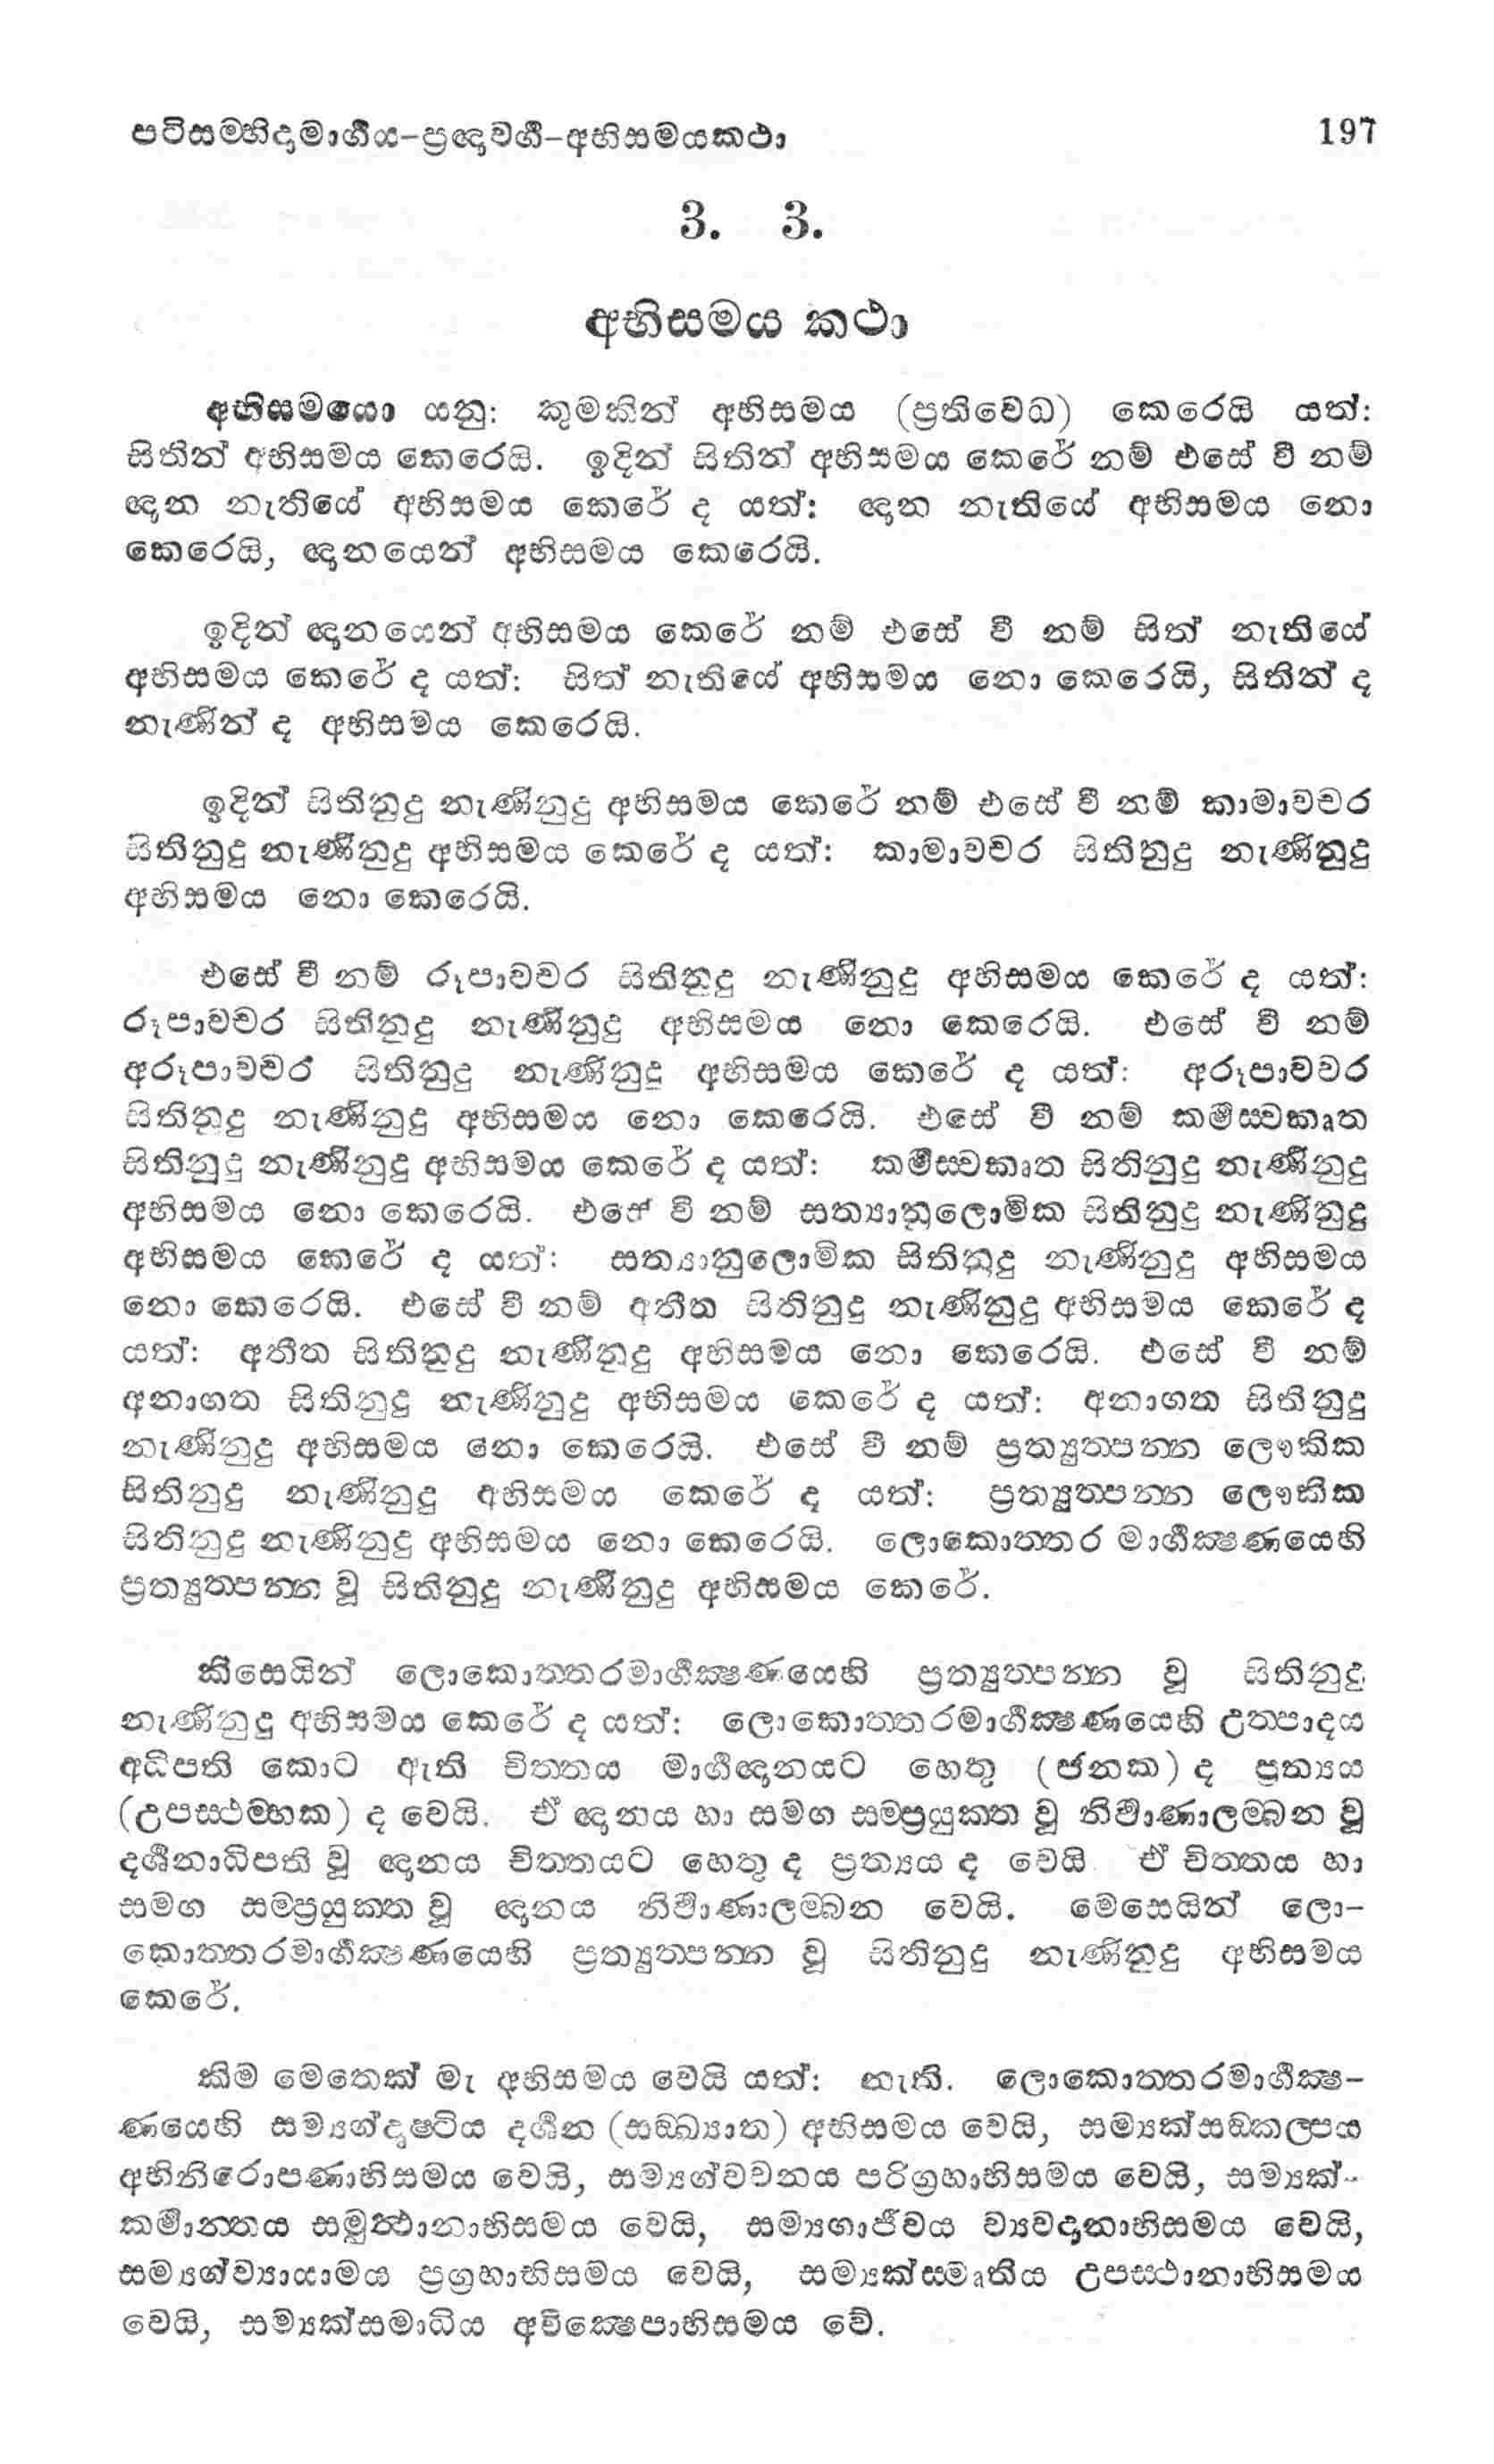 පටිසම්භිදාමාර්ගය-ප්‍රඥාවර්ග-අභිසමයකථා 197
3. 3.
අභිසමය කථා
අභිසමයො යනු: කුමකින් අභිසමය (ප්‍රතිවේධ) කෙරෙයි යත්:
සිතින් අභිසමය කෙරෙයි. ඉදින් සිතින් අභිසමය කෙරේ නම් එසේ වී නම්
ඥාන නැතියේ අභිසමය කෙරේ ද යත්: ඥාන නැතියේ අභිසමය නො
කෙරෙයි, ඥානයෙන් අභිසමය කෙරෙයි.
ඉදින් ඥානයෙන් අභිසමය කෙරේ නම් එසේ වී නම් සිත් නැතියේ
අභිසමය කෙරේ ද යත්: සිත් නැතියේ අභිසමය නො කෙරෙයි, සිතින් ද
නැණින් ද අභිසමය කෙරෙයි.
ඉදින් සිතිනුදු නැණිනුදු අභිසමය කෙරේ නම් එසේ වී නම් කාමාවචර
සිතිනුදු නැණිනුදු අභිසමය කෙරේ ද යත්: කාමාවචර සිතිනුදු නැණිනුදු
අභිසමය නො කෙරෙයි.
එසේ වී නම් රූපාවචර සිතිනුදු නැණිනුදු අභිසමය කෙරේ ද යත්:
රූපාවචර සිතිනුදු නැණිනුදු අභිසමය නො කෙරෙයි. එසේ වී නම්
අරූපාවචර සිතිනුදු නැණිනුදු අභිසමය කෙරේ ද යත්: අරූපාවචර
සිතිනුදු නැණිනුදු අභිසමය නො කෙරෙයි. එසේ වී නම් කර්මස්වකෘත
සිතිනුදු නැණිනුදු අභිසමය කෙරේ ද යත්: කර්මස්වකෘත සිතිනුදු නැණිනුදු
අභිසමය නො කෙරෙයි. එසේ වී නම් සත්‍යානුලොමික සිතිනුදු නැණිනුදු
අභිසමය කෙරේ ද යත්: සත්‍යානුලොමික සිතිනුදු නැණිනුදු අභිසමය
නො කෙරෙයි. එසේ වී නම් අතීත සිතිනුදු නැණිනුදු අභිසමය කෙරේ ද
යත්: අතීත සිතිනුදු නැණිනුදු අභිසමය නො කෙරෙයි. එසේ වී නම්
අනාගත සිතිනුදු නැණිනුදු අභිසමය කෙරේ ද යත්: අනාගත සිතිනුදු
නැණිනුදු අභිසමය නො කෙරෙයි. එසේ වී නම් ප්‍රත්‍යුත්පන්න ලෞකික
සිතිනුදු නැණිනුදු අභිසමය කෙරේ ද යත්: ප්‍රත්‍යුත්පන්න ලෞකික
සිතිනුදු නැණිනුදු අභිසමය නො කෙරෙයි. ලොකොත්තර මාර්ගක්ෂණයෙහි
ප්‍රත්‍යුත්පන්න වූ සිතිනුදු නැණිනුදු අභිසමය කෙරේ.
කිසෙයින් ලොකොත්තරමාර්ගක්ෂණයෙහි ප්‍රත්‍යුත්පන්න වූ සිතිනුදු
නැණිනුදු අභිසමය කෙරේ ද යත්: ලොකොත්තරමාර්ගක්ෂණයෙහි උත්පාදය
අධිපති කොට ඇති චිත්තය මාර්ගඥානයට හෙතු (ජනක) ද ප්‍රත්‍යය
(උපස්ථම්භක) ද වෙයි. ඒ ඥානය හා සමග සම්ප්‍රයුක්ත වූ නිර්වාණාලම්බන වූ
දර්ශනාධිපති වූ ඥානය චිත්තයට හෙතු ද ප්‍රත්‍යය ද වෙයි. ඒ චිත්තය හා
සමග සම්ප්‍රයුක්ත වූ ඥානය නිර්වාණාලම්බන වෙයි. මෙසෙයින් ලො-
කොත්තරමාර්ගක්ෂණයෙහි ප්‍රත්‍යුත්පන්න වූ සිතිනුදු නැණිනුදු අභිසමය
කෙරේ.
කිම මෙතෙක් මැ අභිසමය වෙයි යත්: නැති. ලොකොත්තරමාර්ගක්ෂ-
ණයෙහි සම්‍යග්දෘෂ්ටිය දර්ශන (සඞ්ඛ්‍යාත) අභිසමය වෙයි, සම්‍යක්සඞ්කල්පය
අභිනිරොපණාභිසමය වෙයි, සම්‍යග්වචනය පරිග්‍රහාභිසමය වෙයි, සම්‍යක්-
කර්මාන්තය සමුත්ථානාභිසමය වෙයි, සම්‍යගාජීවය ව්‍යවදානාභිසමය වෙයි,
සම්‍යග්ව්‍යායාමය ප්‍රග්‍රහාභිසමය වෙයි, සම්‍යක්ස්මෘතිය උපස්ථානාභිසමය
වෙයි, සම්‍යක්සමාධිය අවික්ෂෙපාභිසමය වේ.